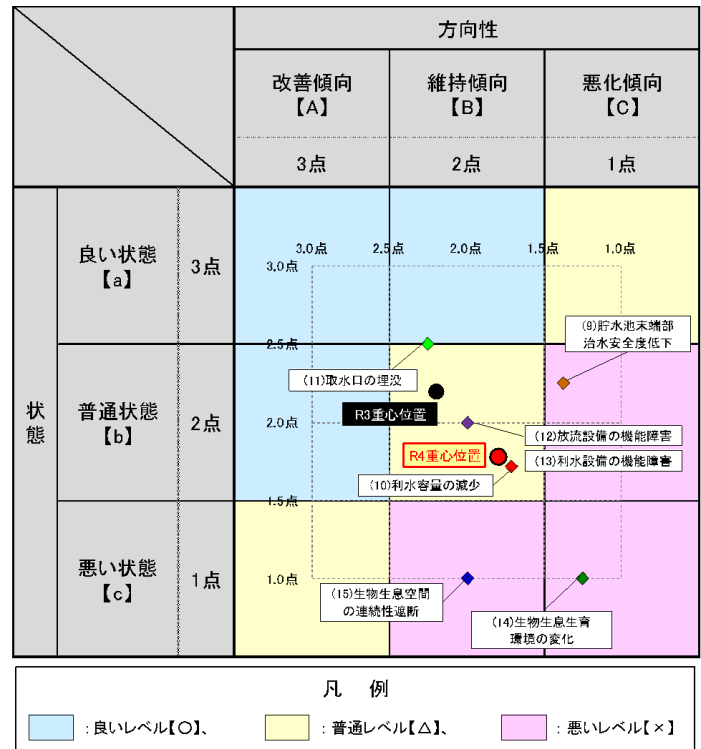 方向性
改善傾向
【A】
維持傾向
【B】
悪化傾向
【C】
3点
2点
1点
状態
良い状態
【a】
3点
普通状態
【b】
2点
悪い状態
【c】
1点
3.0点
2.5点
2.0点
1.5点
1.0点
3.0点
2.5点
2.0点
1.5点
1.0点
(9)貯水池末端部
治水安全度低下
(11)取水口の埋没
R3重心位置
(12)放流設備の機能障害
R4重心位置
(13)利水設備の機能障害
(10)利水容量の減少
(15)生物生息空間
の連続性遮断
(14)生物生息生育
環境の変化
凡 例
:良いレベル【○】、
:普通レベル【△】、
:悪いレベル【×】